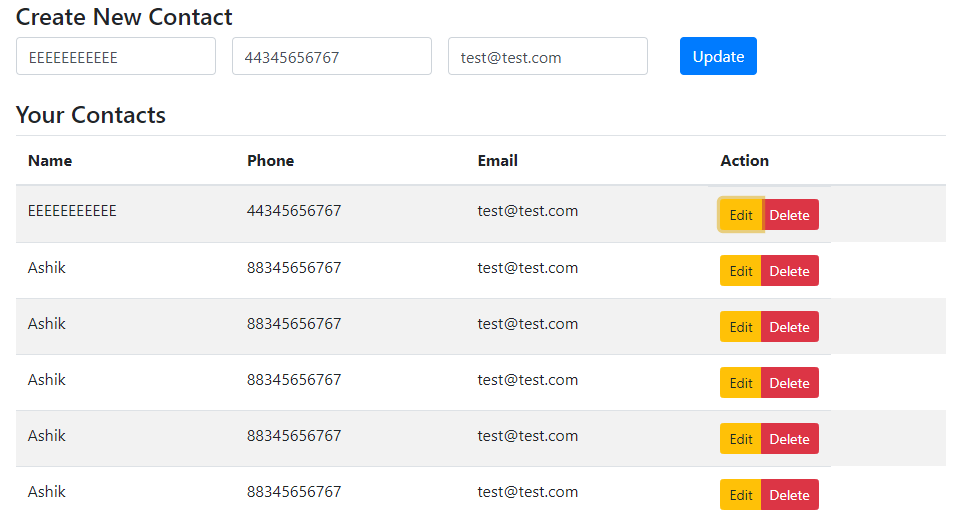 Create New Contact
EEEEEEEEEEE 44345656767 test@test.com Update
Your Contacts
Name Phone Email Action
EEEEEEEEEEE 44345656767 test@test.com Edit Delete
Ashik 88345656767 test@test.com Edit Delete
Ashik 88345656767 test@test.com Edit Delete
Ashik 88345656767 test@test.com Edit Delete
Ashik 88345656767 test@test.com Edit Delete
Ashik 88345656767 test@test.com Edit Delete